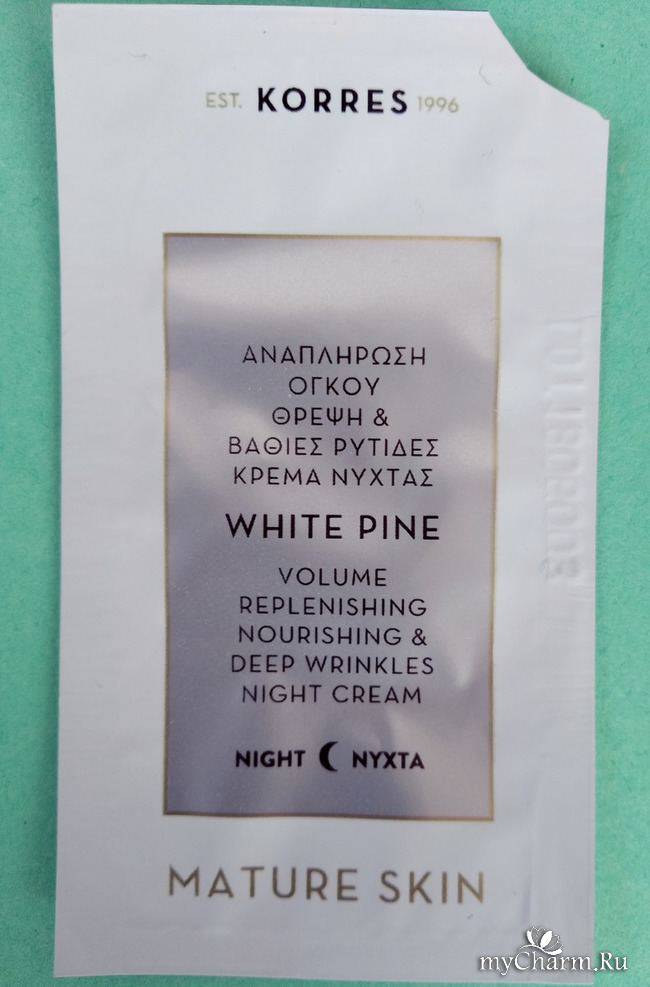 EST. KORRES 1996
ΑΝΑΠΛΗΡΩΣΗ
ΟΓΚΟΥ
ΘΡΕΨΗ &
ΒΑΘΙΕΣ ΡΥΤΙΔΕΣ
ΚΡΕΜΑ ΝΥΧΤΑΣ
WHITE PINE
VOLUME
REPLENISHING
NOURISHING &
DEEP WRINKLES
NIGHT CREAM
NIGHT ΝΥΧΤΑ
MATURE SKIN
myCharm.Ru